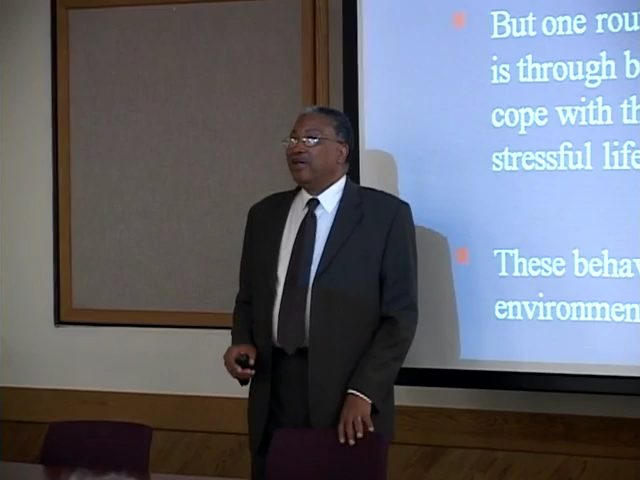 But one rou
is through b
cope with th
stressful life
These behav
environmen